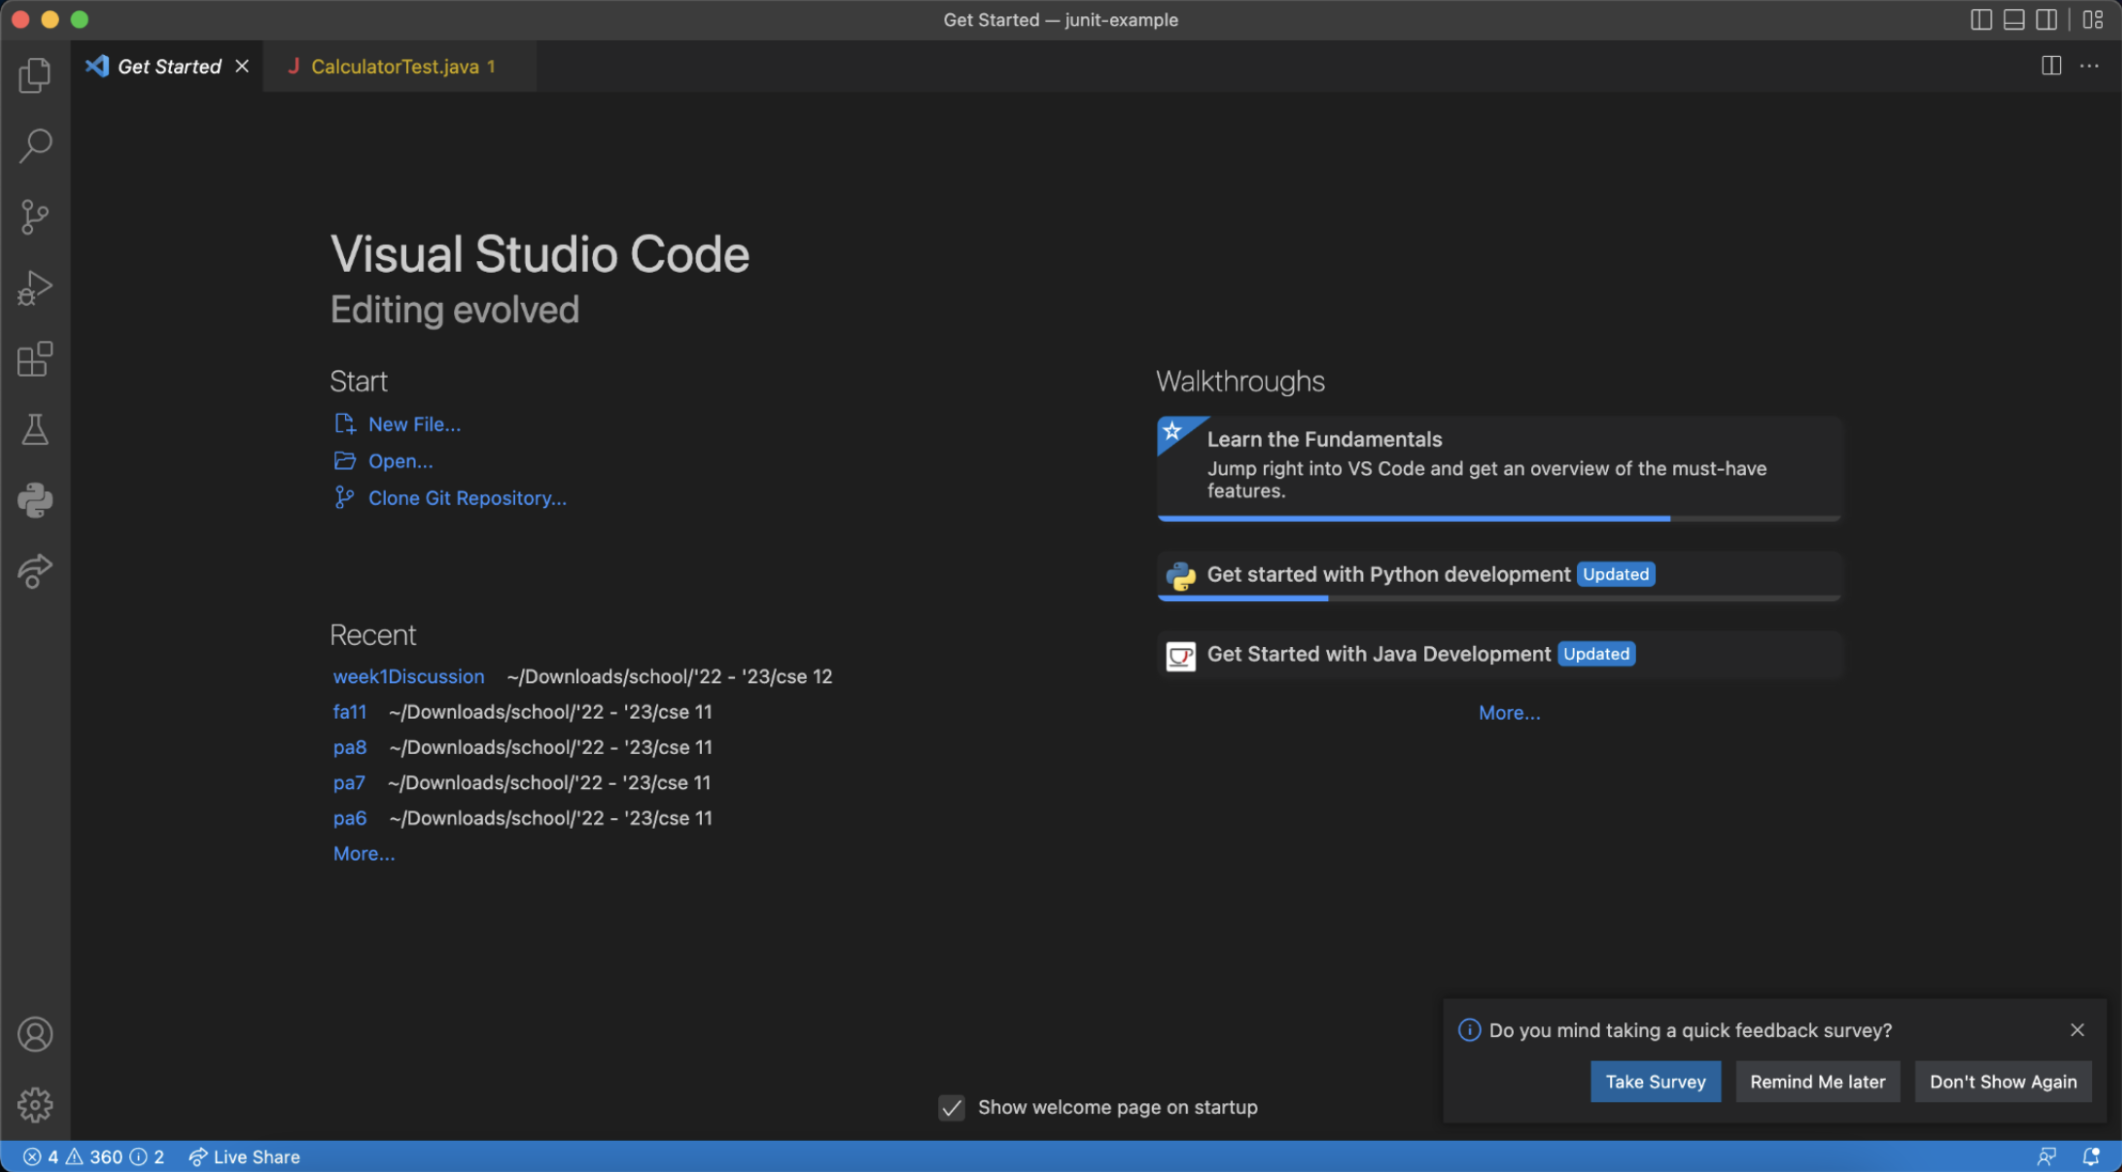 Get Started — junit-example
Get Started
J CalculatorTest.java 1
Visual Studio Code
Editing evolved
Start
New File...
Open...
Clone Git Repository...
Recent
week1Discussion ~/Downloads/school/'22 - '23/cse 12
fa11 ~/Downloads/school/'22 - '23/cse 11
pa8 ~/Downloads/school/'22 - '23/cse 11
pa7 ~/Downloads/school/'22 - '23/cse 11
pa6 ~/Downloads/school/'22 - '23/cse 11
More...
Walkthroughs
Learn the Fundamentals
Jump right into VS Code and get an overview of the must-have
features.
Get started with Python development Updated
Get Started with Java Development Updated
More...
Do you mind taking a quick feedback survey?
Take Survey
Remind Me later
Don't Show Again
Show welcome page on startup
4 360 2 Live Share